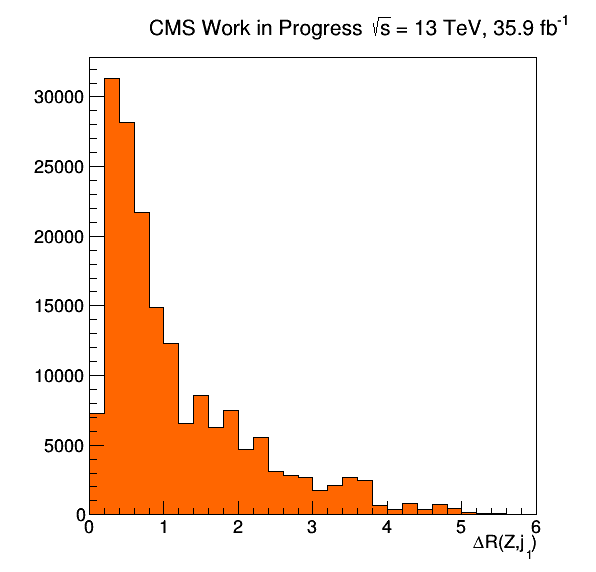 CMS Work in Progress √s = 13 TeV, 35.9 fb⁻¹
30000
25000
20000
15000
10000
5000
0
0 1 2 3 4 5 6
ΔR(Z,j₁)